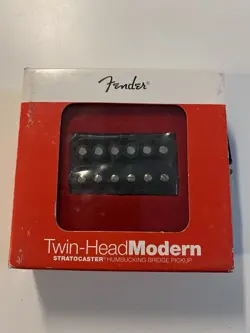 Fender
Twin-HeadModern
STRATOCASTER® HUMBUCKING BRIDGE PICKUP